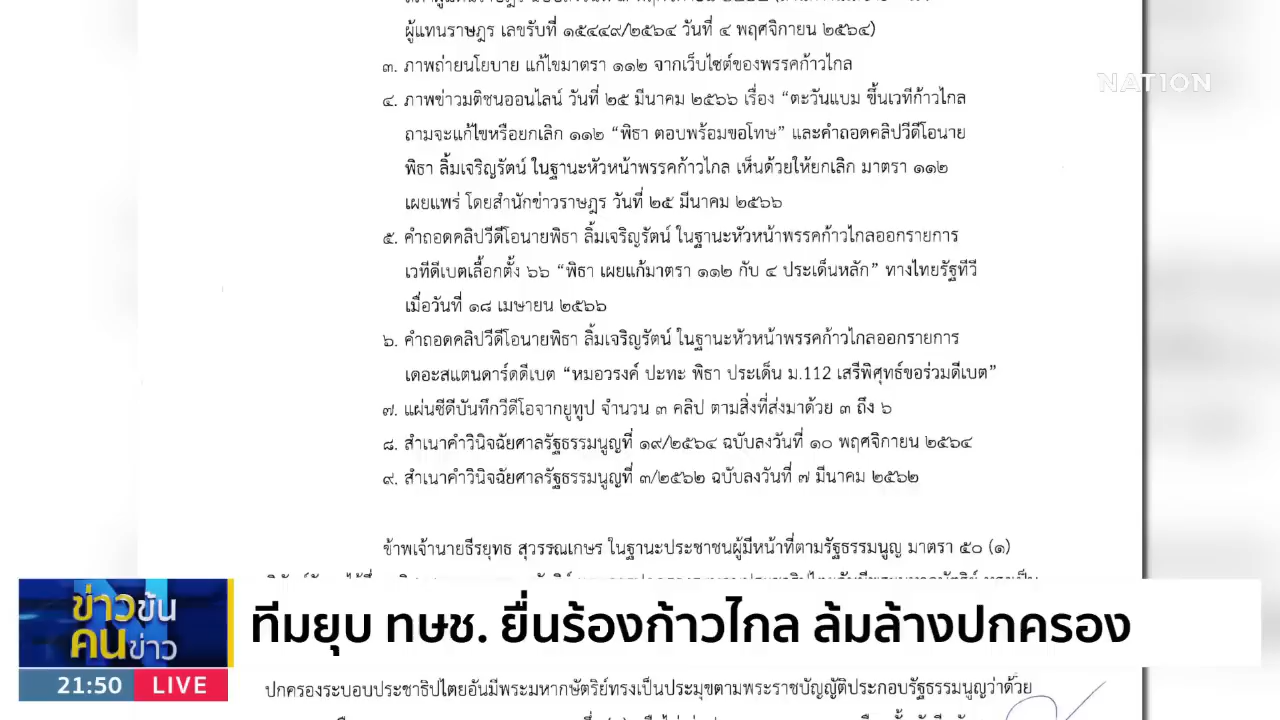 ผู้แทนราษฎร เลขรับที่ ๑๕๔๔๙/๒๕๖๔ วันที่ ๔ พฤศจิกายน ๒๕๖๔)
๓. ภาพถ่ายนโยบาย แก้ไขมาตรา ๑๑๒ จากเว็บไซต์ของพรรคก้าวไกล
NATION
๔. ภาพข่าวมติชนออนไลน์ วันที่ ๒๕ มีนาคม ๒๕๖๖ เรื่อง “ตะวันแบม ขึ้นเวทีก้าวไกล
ถามจะแก้ไขหรือยกเลิก ๑๑๒ “พิธา ตอบพร้อมขอโทษ” และคำถอดคลิปวีดีโอนาย
พิธา ลิ้มเจริญรัตน์ ในฐานะหัวหน้าพรรคก้าวไกล เห็นด้วยให้ยกเลิก มาตรา ๑๑๒
เผยแพร่ โดยสำนักข่าวราษฎร วันที่ ๒๕ มีนาคม ๒๕๖๖
๕. คำถอดคลิปวีดีโอนายพิธา ลิ้มเจริญรัตน์ ในฐานะหัวหน้าพรรคก้าวไกลออกรายการ
เวทีดีเบตเลือกตั้ง ๖๖ “พิธา เผยแก้มาตรา ๑๑๒ กับ ๔ ประเด็นหลัก” ทางไทยรัฐทีวี
เมื่อวันที่ ๑๘ เมษายน ๒๕๖๖
๖. คำถอดคลิปวีดีโอนายพิธา ลิ้มเจริญรัตน์ ในฐานะหัวหน้าพรรคก้าวไกลออกรายการ
เดอะสแตนดาร์ดดีเบต “หมอวรงค์ ปะทะ พิธา ประเด็น ม.112 เสรีพิศุทธ์ขอร่วมดีเบต”
๗. แผ่นซีดีบันทึกวีดีโอจากยูทูป จำนวน ๓ คลิป ตามสิ่งที่ส่งมาด้วย ๓ ถึง ๖
๘. สำเนาคำวินิจฉัยศาลรัฐธรรมนูญที่ ๑๙/๒๕๖๔ ฉบับลงวันที่ ๑๐ พฤศจิกายน ๒๕๖๔
๙. สำเนาคำวินิจฉัยศาลรัฐธรรมนูญที่ ๓/๒๕๖๒ ฉบับลงวันที่ ๗ มีนาคม ๒๕๖๒
ข้าพเจ้านายธีรยุทธ สุวรรณเกษร ในฐานะประชาชนผู้มีหน้าที่ตามรัฐธรรมนูญ มาตรา ๕๐ (๑)
ข่าวข้น
คนข่าว
ทีมยุบ ทษช. ยื่นร้องก้าวไกล ล้มล้างปกครอง
21:50 LIVE
ปกครองระบอบประชาธิปไตยอันมีพระมหากษัตริย์ทรงเป็นประมุขตามพระราชบัญญัติประกอบรัฐธรรมนูญว่าด้วย